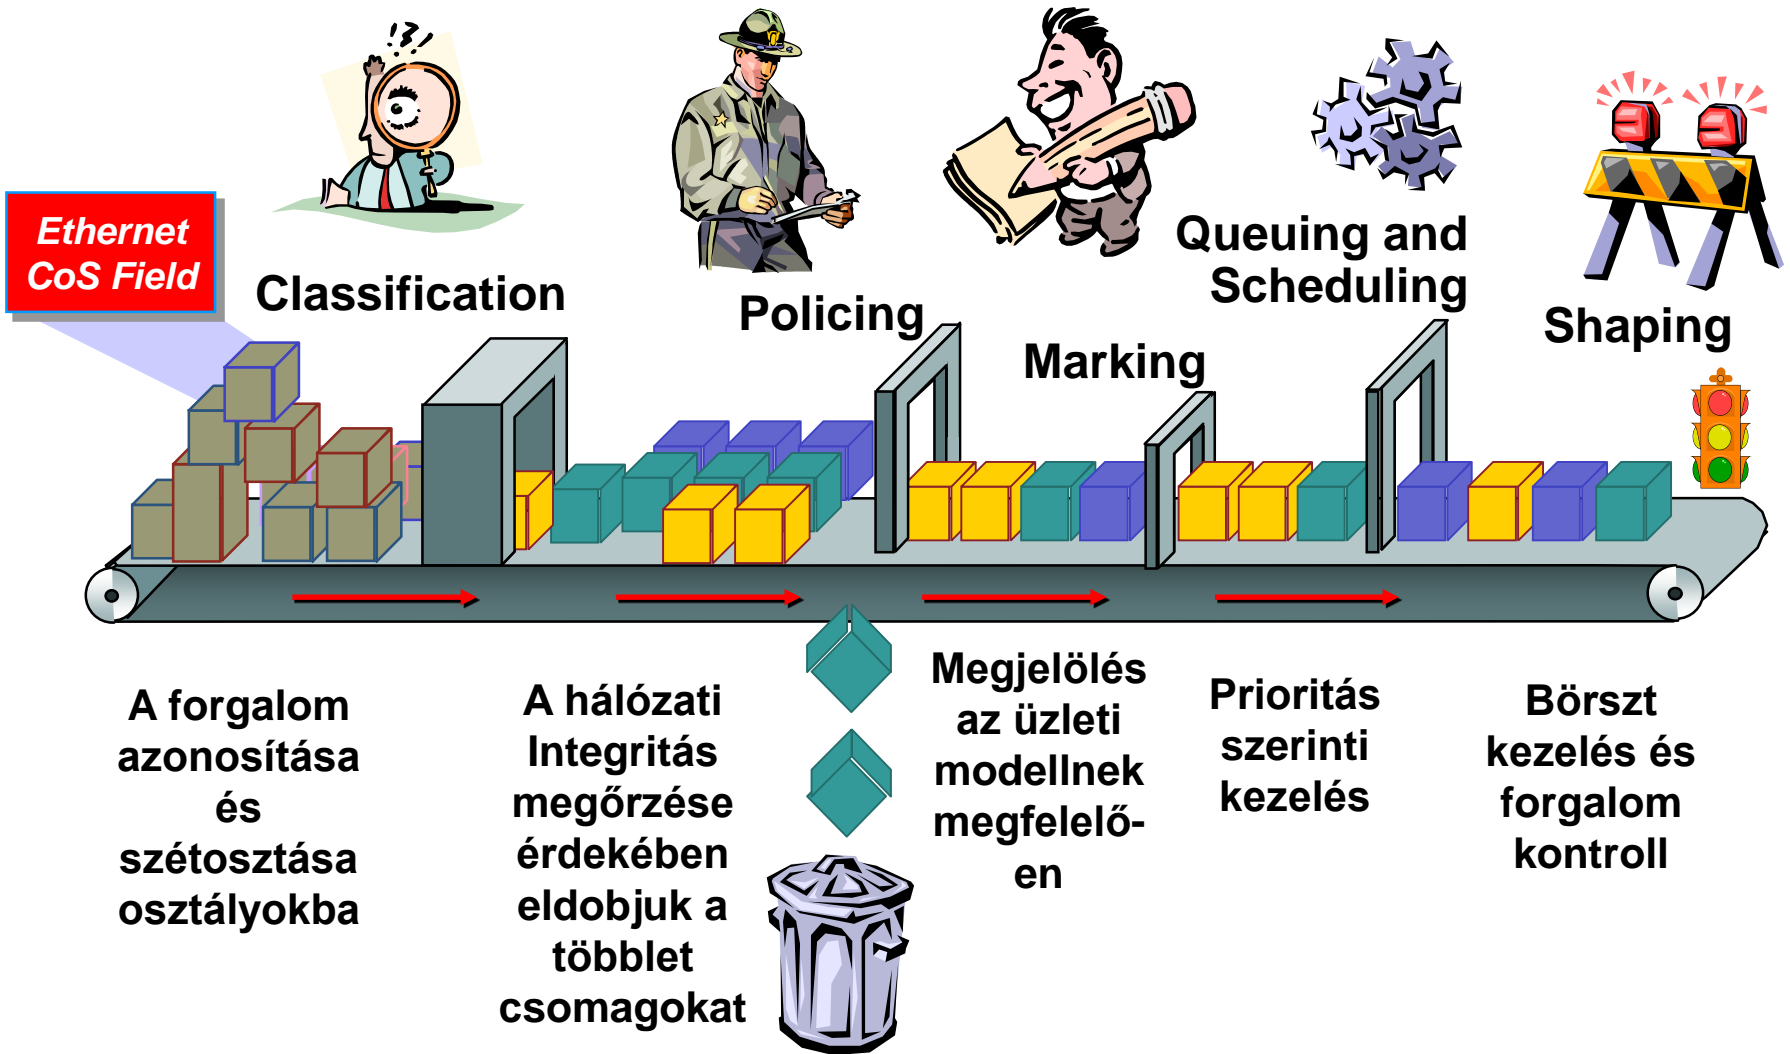 !?!
Ethernet
CoS Field
Classification
Policing
Marking
Queuing and
Scheduling
Shaping
A forgalom
azonosítása
és
szétosztása
osztályokba
A hálózati
Integritás
megőrzése
érdekében
eldobjuk a
többlet
csomagokat
Megjelölés
az üzleti
modellnek
megfelelő-
en
Prioritás
szerinti
kezelés
Börszt
kezelés és
forgalom
kontroll